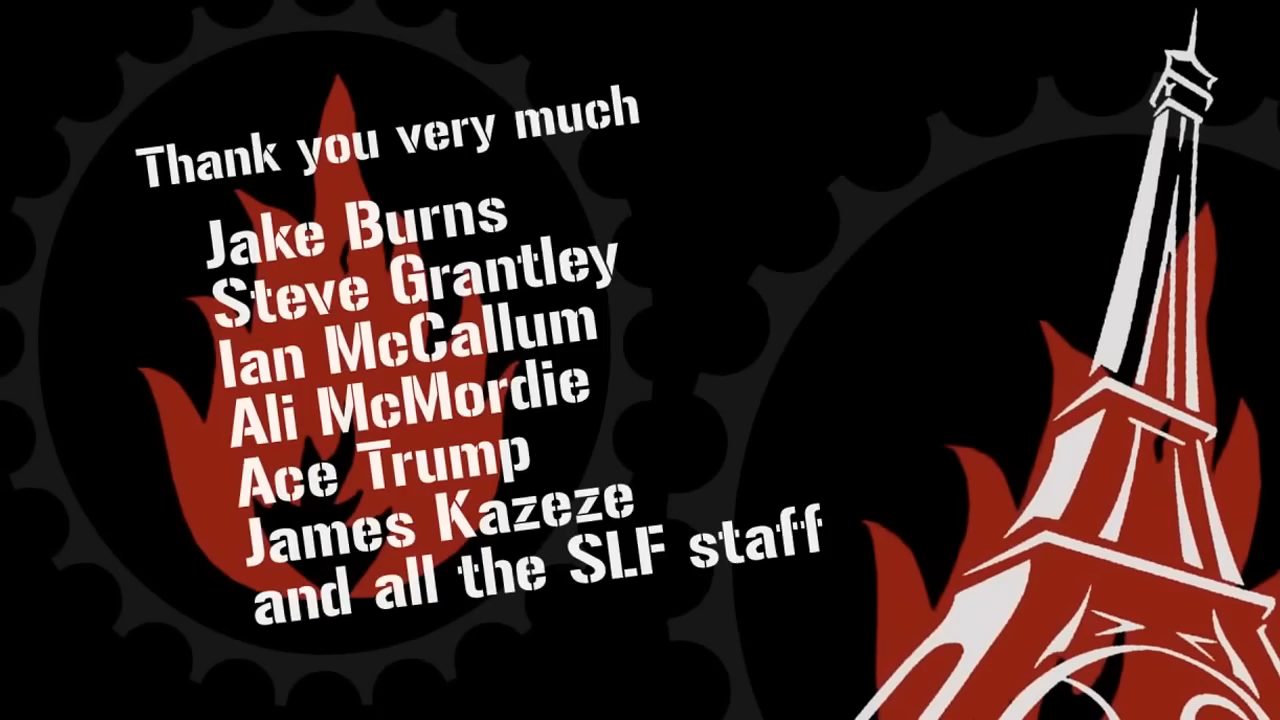 Thank you very much
Jake Burns
Steve Grantley
Ian McCallum
Ali McMordie
Ace Trump
James Kazeze
and all the SLF staff